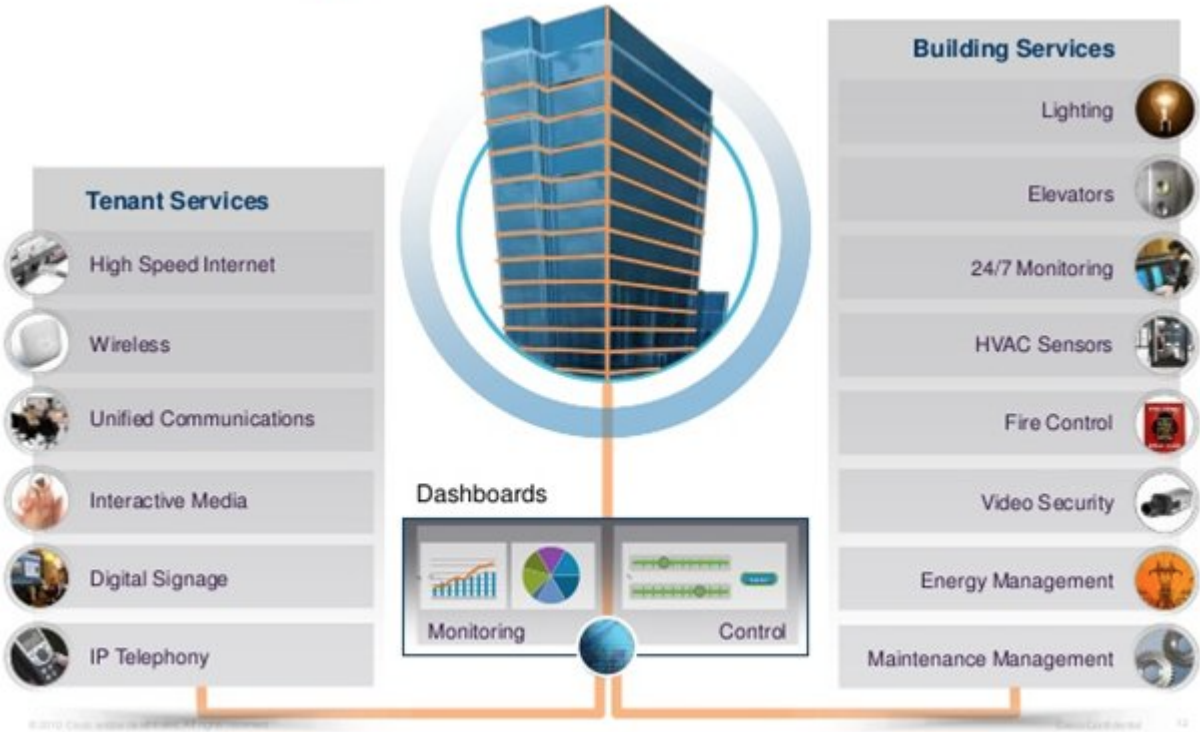 Tenant Services
High Speed Internet
Wireless
Unified Communications
Interactive Media
Digital Signage
IP Telephony
Dashboards
Monitoring
Control
Building Services
Lighting
Elevators
24/7 Monitoring
HVAC Sensors
Fire Control
Video Security
Energy Management
Maintenance Management
12